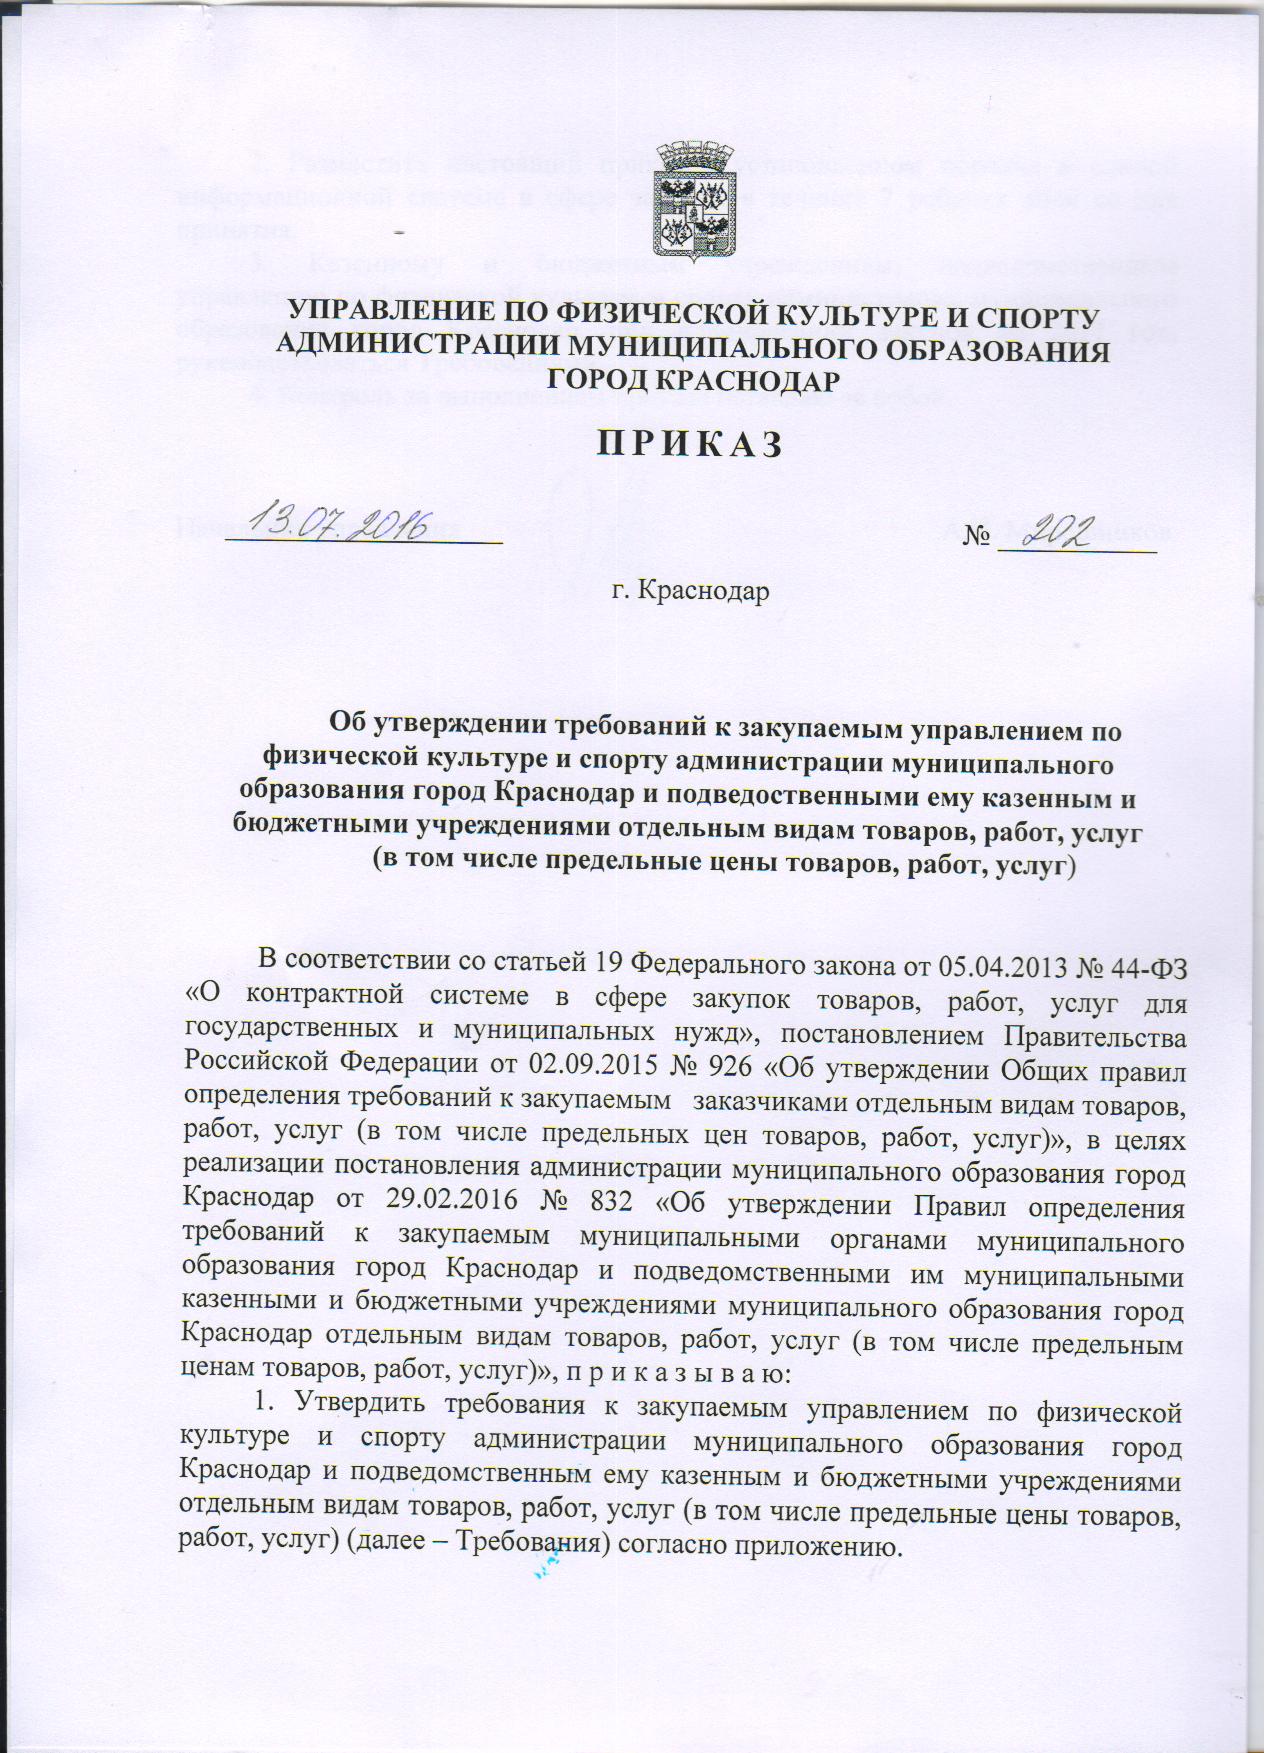 УПРАВЛЕНИЕ ПО ФИЗИЧЕСКОЙ КУЛЬТУРЕ И СПОРТУ
АДМИНИСТРАЦИИ МУНИЦИПАЛЬНОГО ОБРАЗОВАНИЯ
ГОРОД КРАСНОДАР
П Р И К А З
13.07.2016 № 202
г. Краснодар
Об утверждении требований к закупаемым управлением по
физической культуре и спорту администрации муниципального
образования город Краснодар и подведоственными ему казенным и
бюджетными учреждениями отдельным видам товаров, работ, услуг
(в том числе предельные цены товаров, работ, услуг)
В соответствии со статьей 19 Федерального закона от 05.04.2013 № 44-ФЗ
«О контрактной системе в сфере закупок товаров, работ, услуг для
государственных и муниципальных нужд», постановлением Правительства
Российской Федерации от 02.09.2015 № 926 «Об утверждении Общих правил
определения требований к закупаемым заказчиками отдельным видам товаров,
работ, услуг (в том числе предельных цен товаров, работ, услуг)», в целях
реализации постановления администрации муниципального образования город
Краснодар от 29.02.2016 № 832 «Об утверждении Правил определения
требований к закупаемым муниципальными органами муниципального
образования город Краснодар и подведомственными им муниципальными
казенными и бюджетными учреждениями муниципального образования город
Краснодар отдельным видам товаров, работ, услуг (в том числе предельным
ценам товаров, работ, услуг)», п р и к а з ы в а ю:
1. Утвердить требования к закупаемым управлением по физической
культуре и спорту администрации муниципального образования город
Краснодар и подведомственным ему казенным и бюджетными учреждениями
отдельным видам товаров, работ, услуг (в том числе предельные цены товаров,
работ, услуг) (далее – Требования) согласно приложению.